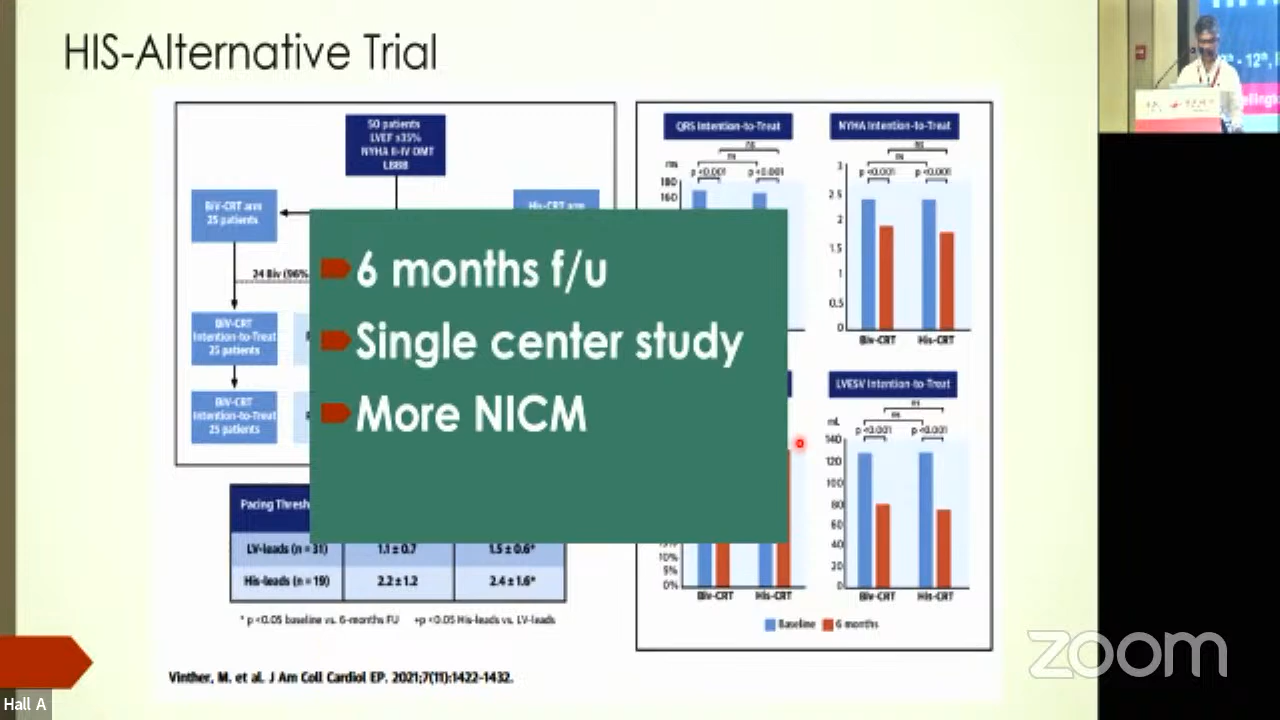 HIS-Alternative Trial
50 patients
LVEF ≤35%
NYHA II-IV OMT
LBBB
BiV-CRT arm
25 patients
His-CRT arm
24 Biv (96%
BiV-CRT
Intention-to-Treat
25 patients
BiV-CRT
Intention-to-Treat
25 patients
6 months f/u
Single center study
More NICM
Pacing Thresh
LV-leads (n = 31) 1.1 ± 0.7 1.5 ± 0.6*
His-leads (n = 19) 2.2 ± 1.2 2.4 ± 1.6*
* p <0.05 baseline vs. 6-months FU +p <0.05 His-leads vs. LV-leads
QRS Intention-to-Treat
ns
ns
ms
p <0.001 p <0.001
180
160
NYHA Intention-to-Treat
ns
ns
p <0.001 p <0.001
3
2.5
2
1.5
1
0.5
0
BiV-CRT His-CRT
10%
5%
0%
BiV-CRT His-CRT
LVESV Intention-to-Treat
ns
ns
mL
p <0.001 p <0.001
140
120
100
80
60
40
20
0
BiV-CRT His-CRT
Baseline 6 months
Vinther, M. et al. J Am Coll Cardiol EP. 2021;7(11):1422-1432.
Hall A
zoom
- 12th,